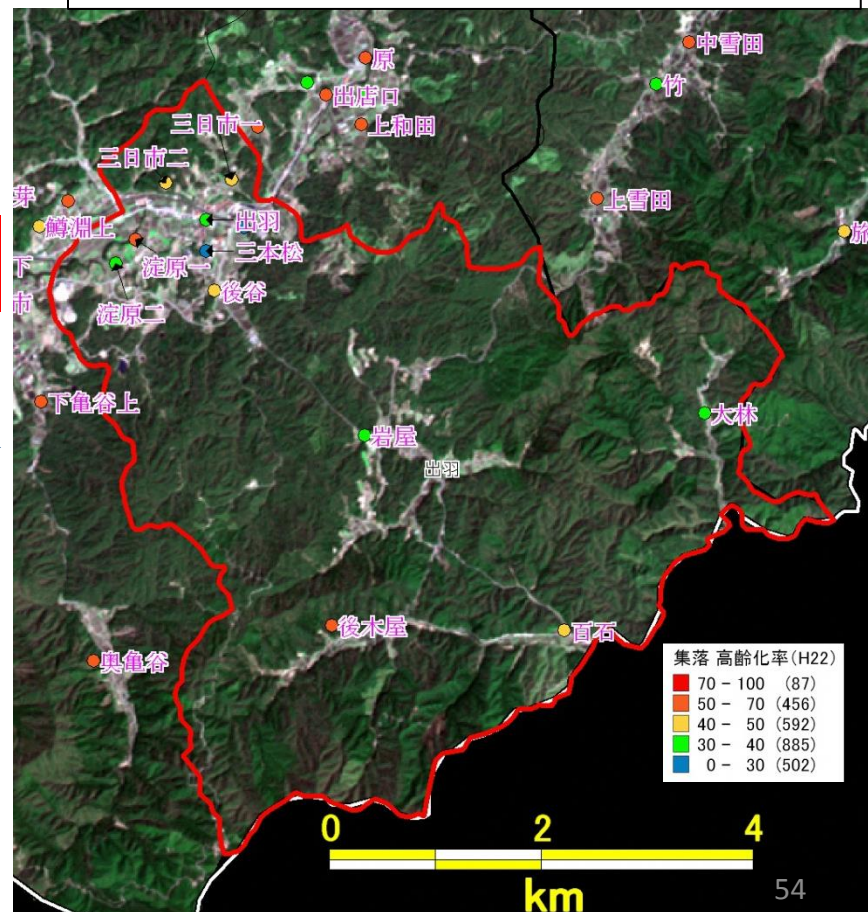 原
中雪田
竹
出店口
上和田
三日市一
三日市二
上雪田
芽
鱒淵上
出羽
旅
下
淀原一
三本松
市
後谷
淀原二
下亀谷上
大林
岩屋
出羽
後木屋
百石
奥亀谷
集落 高齢化率(H22)
70 - 100 (87)
50 - 70 (456)
40 - 50 (592)
30 - 40 (885)
0 - 30 (502)
0 2 4
km
54